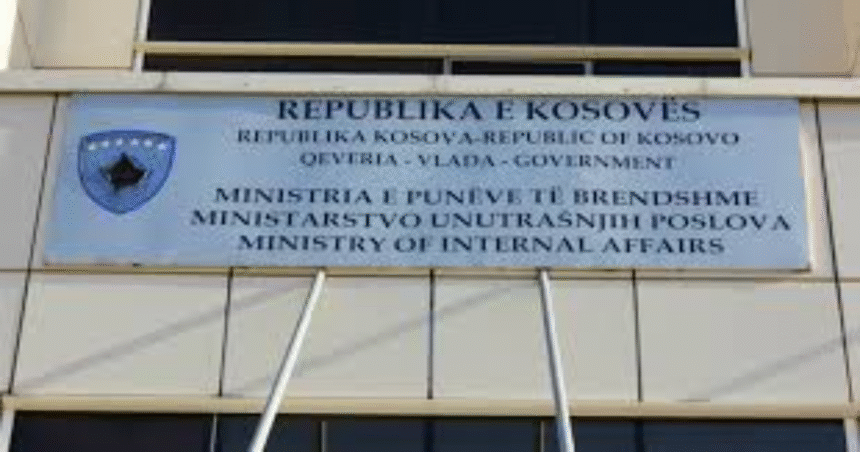 REPUBLIKA E KOSOVËS
REPUBLIKA KOSOVA-REPUBLIC OF KOSOVO
QEVERIA - VLADA - GOVERNMENT
MINISTRIA E PUNËVE TË BRENDSHME
MINISTARSTVO UNUTRAŠNJIH POSLOVA
MINISTRY OF INTERNAL AFFAIRS